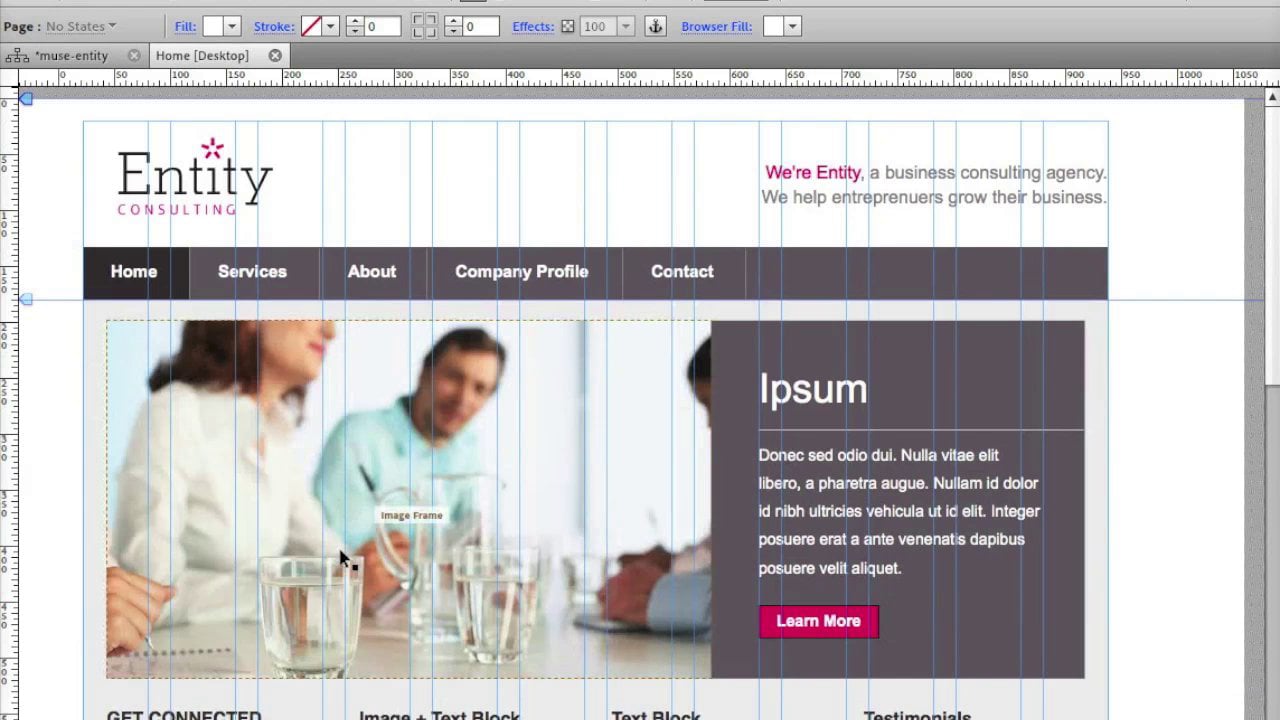 Page : No States Fill: Stroke: 0 0 Effects: 100 Browser Fill:
*muse-entity Home [Desktop]
0 50 100 150 200 250 300 350 400 450 500 550 600 650 700 750 800 850 900 950 1000 1050
Entity
CONSULTING
We're Entity, a business consulting agency.
We help entreprenuers grow their business.
Home Services About Company Profile Contact
Ipsum
Donec sed odio dui. Nulla vitae elit
libero, a pharetra augue. Nullam id dolor
id nibh ultricies vehicula ut id elit. Integer
posuere erat a ante venenatis dapibus
posuere velit aliquet.
Image Frame
Learn More
GET CONNECTED Image + Text Block Text Block Testimonials